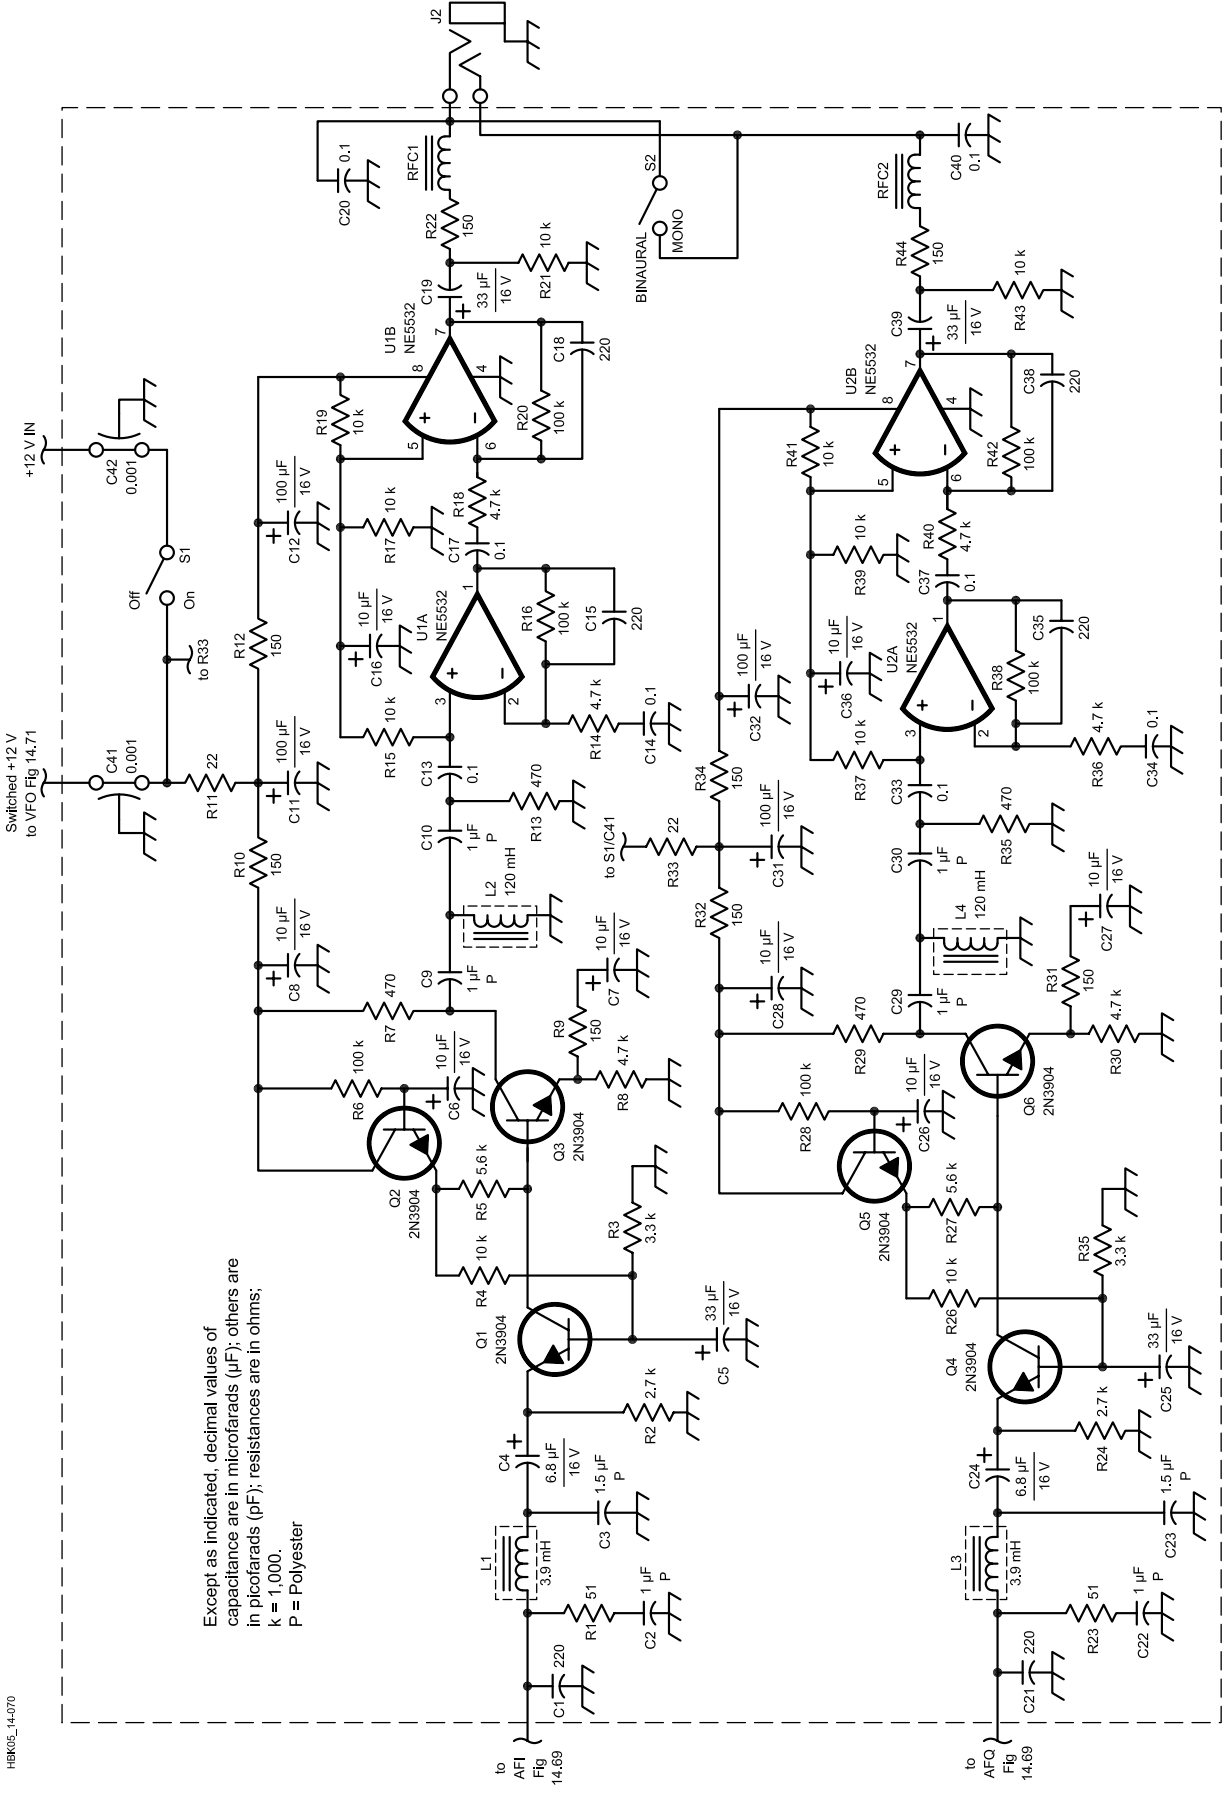 HBK05_14-070
Except as indicated, decimal values of
capacitance are in microfarads (µF); others are
in picofarads (pF); resistances are in ohms;
k = 1,000.
P = Polyester
Switched +12 V
to VFO Fig 14.71
+12 V IN
C41
0.001
C42
0.001
Off
On
S1
to R33
R11
22
R10
150
R12
150
C8
10 µF
16 V
C11
100 µF
16 V
C12
100 µF
16 V
to
AFI
Fig
14.69
C1
220
R1
51
C2
1 µF
P
L1
3.9 mH
C3
1.5 µF
P
C4
6.8 µF
16 V
R2
2.7 k
Q1
2N3904
C5
33 µF
16 V
R3
3.3 k
R4
10 k
R5
5.6 k
Q2
2N3904
R6
100 k
C6
10 µF
16 V
Q3
2N3904
R7
470
R8
4.7 k
R9
150
C7
10 µF
16 V
C9
1 µF
P
L2
120 mH
C10
1 µF
P
R13
470
C13
0.1
R15
10 k
C16
10 µF
16 V
U1A
NE5532
3
2
1
R14
4.7 k
C14
0.1
R16
100 k
C15
220
R17
10 k
C17
0.1
R18
4.7 k
R19
10 k
U1B
NE5532
5
6
7
8
4
R20
100 k
C18
220
C19
33 µF
16 V
R21
10 k
R22
150
RFC1
C20
0.1
J2
S2
BINAURAL
MONO
to S1/C41
R33
22
R32
150
R34
150
C28
10 µF
16 V
C31
100 µF
16 V
C32
100 µF
16 V
to
AFQ
Fig
14.69
C21
220
R23
51
C22
1 µF
P
L3
3.9 mH
C23
1.5 µF
P
C24
6.8 µF
16 V
R24
2.7 k
Q4
2N3904
C25
33 µF
16 V
R35
3.3 k
R26
10 k
R27
5.6 k
Q5
2N3904
R28
100 k
C26
10 µF
16 V
Q6
2N3904
R29
470
R30
4.7 k
R31
150
C27
10 µF
16 V
C29
1 µF
P
L4
120 mH
C30
1 µF
P
R35
470
C33
0.1
R37
10 k
C36
10 µF
16 V
U2A
NE5532
3
2
1
R36
4.7 k
C34
0.1
R38
100 k
C35
220
R39
10 k
C37
0.1
R40
4.7 k
R41
10 k
U2B
NE5532
5
6
7
8
4
R42
100 k
C38
220
C39
33 µF
16 V
R43
10 k
R44
150
RFC2
C40
0.1